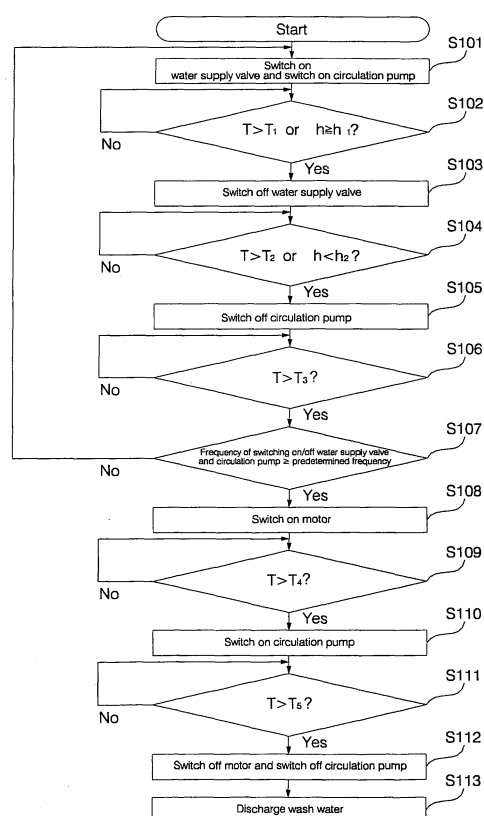 Start
S101
Switch on
water supply valve and switch on circulation pump
S102
T>T₁ or h≧h ₁?
No
Yes
S103
Switch off water supply valve
S104
T>T₂ or h<h₂?
No
Yes
S105
Switch off circulation pump
S106
T>T₃?
No
Yes
S107
Frequency of switching on/off water supply valve
and circulation pump ≥ predetermined frequency
No
Yes
S108
Switch on motor
S109
T>T₄?
No
Yes
S110
Switch on circulation pump
S111
T>T₅?
No
Yes
S112
Switch off motor and switch off circulation pump
S113
Discharge wash water